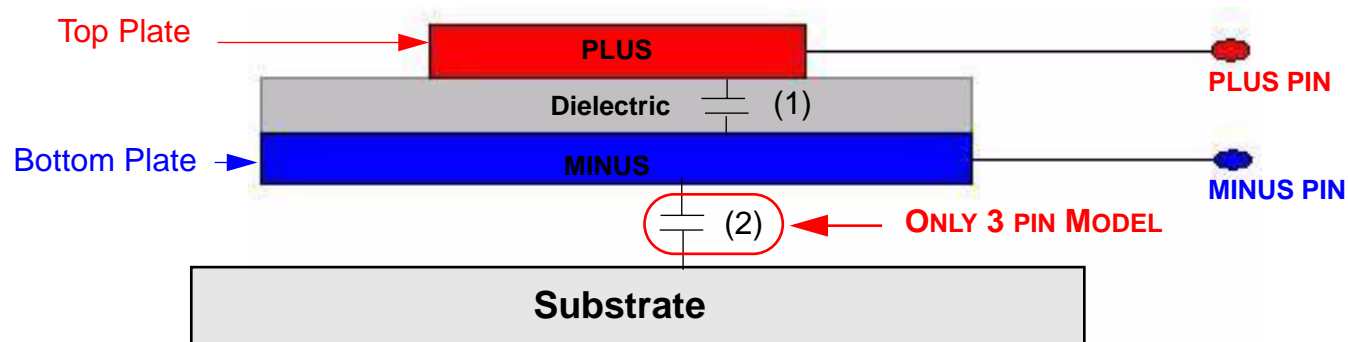 Top Plate
PLUS
PLUS PIN
Dielectric
(1)
Bottom Plate
MINUS
MINUS PIN
(2)
ONLY 3 PIN MODEL
Substrate